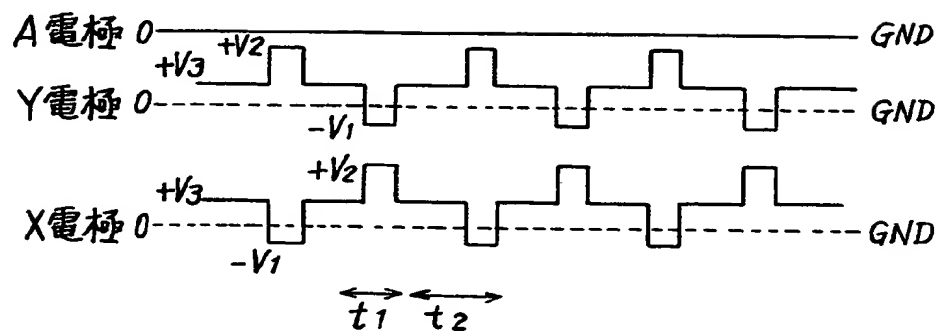 A電極 0 GND
+V2
+V3
Y電極 0 GND
-V1
+V2
+V3
X電極 0 GND
-V1
t1 t2